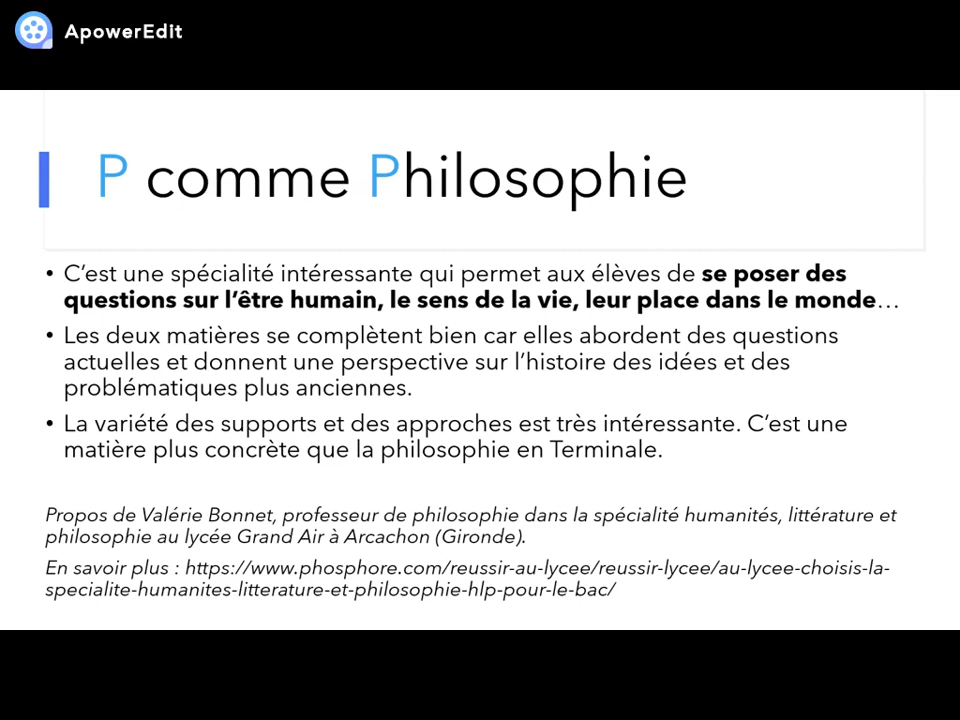 ApowerEdit
P comme Philosophie
• C’est une spécialité intéressante qui permet aux élèves de se poser des
questions sur l’être humain, le sens de la vie, leur place dans le monde…
• Les deux matières se complètent bien car elles abordent des questions
actuelles et donnent une perspective sur l’histoire des idées et des
problématiques plus anciennes.
• La variété des supports et des approches est très intéressante. C’est une
matière plus concrète que la philosophie en Terminale.
Propos de Valérie Bonnet, professeur de philosophie dans la spécialité humanités, littérature et
philosophie au lycée Grand Air à Arcachon (Gironde).
En savoir plus : https://www.phosphore.com/reussir-au-lycee/reussir-lycee/au-lycee-choisis-la-
specialite-humanites-litterature-et-philosophie-hlp-pour-le-bac/